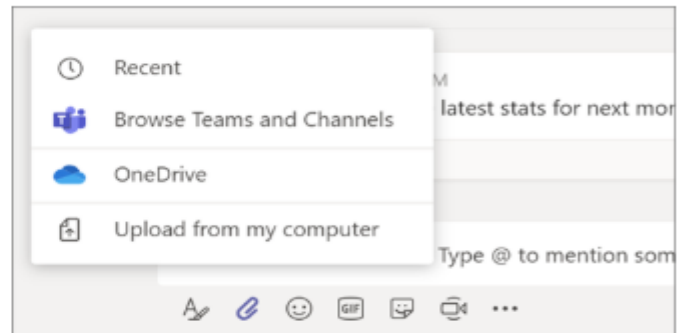 Recent
M
Browse Teams and Channels
latest stats for next mor
OneDrive
Upload from my computer
Type @ to mention som
GIF